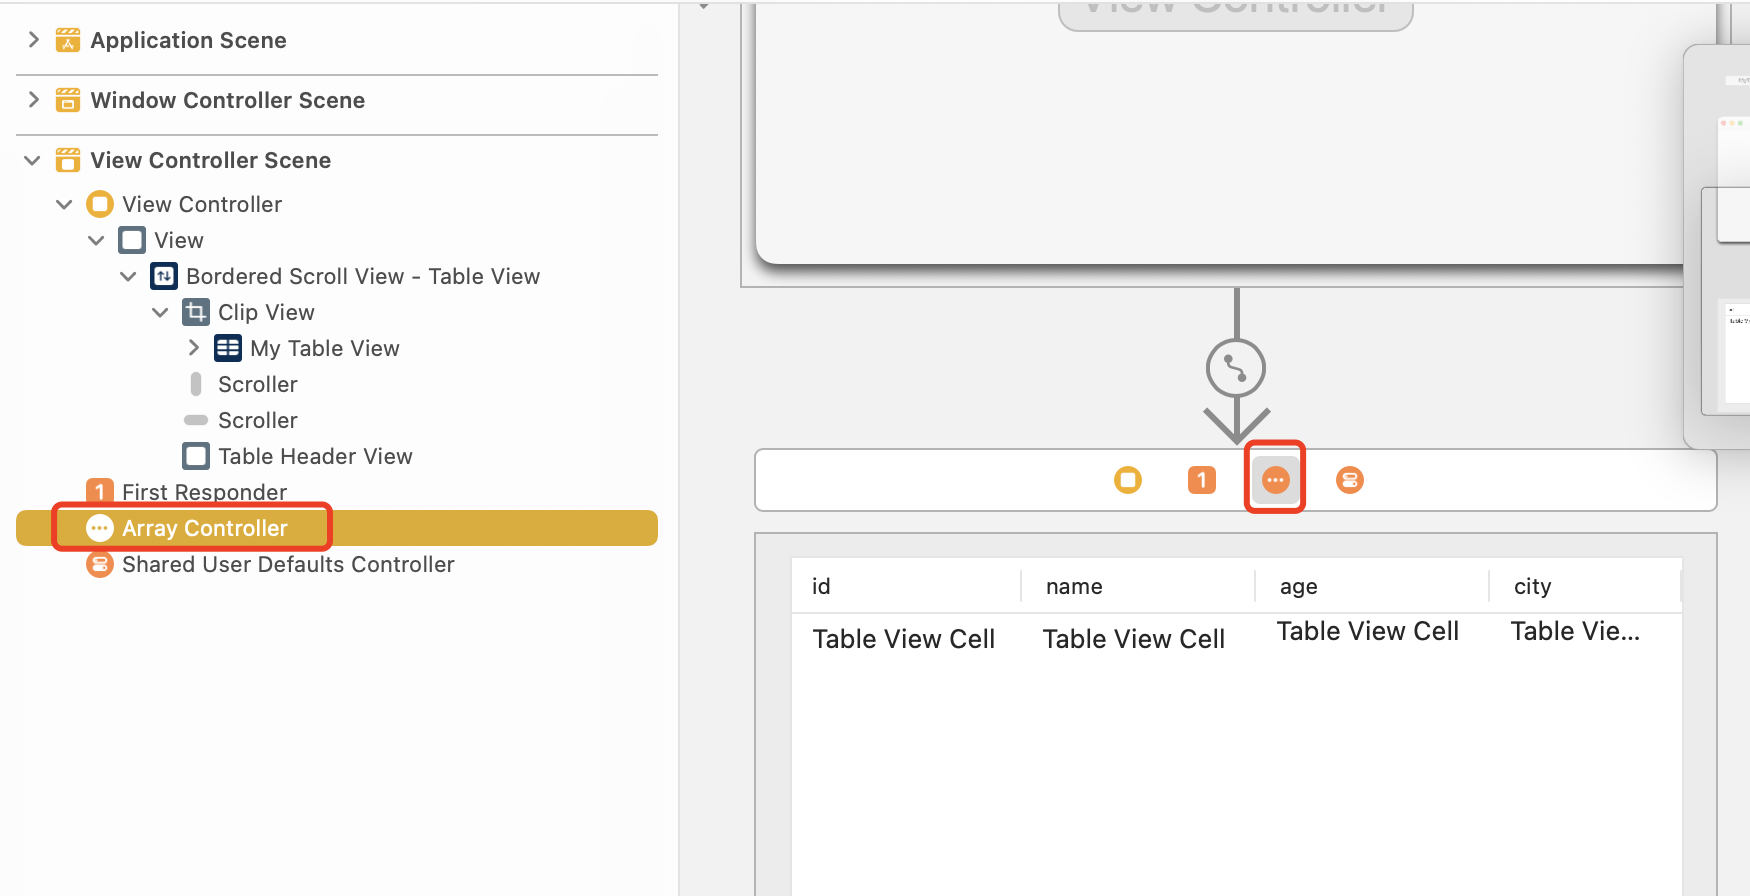 Application Scene
Window Controller Scene
View Controller Scene
View Controller
View
Bordered Scroll View - Table View
Clip View
My Table View
Scroller
Scroller
Table Header View
1 First Responder
Array Controller
Shared User Defaults Controller
View Controller
1
id name age city
Table View Cell Table View Cell Table View Cell Table Vie...